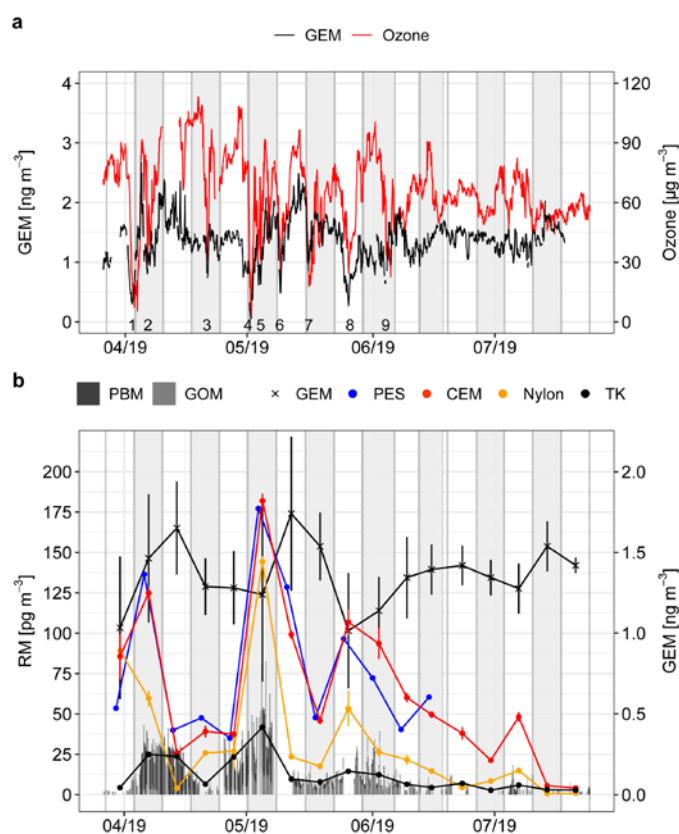 a
GEM Ozone
4 120
3 90
2 60
1 30
0 0
GEM [ng m⁻³]
Ozone [µg m⁻³]
1 2 3 4 5 6 7 8 9
04/19 05/19 06/19 07/19
b
PBM GOM × GEM PES CEM Nylon TK
200 2.0
175
150 1.5
125
100 1.0
75
50 0.5
25
0 0.0
RM [pg m⁻³]
GEM [ng m⁻³]
04/19 05/19 06/19 07/19